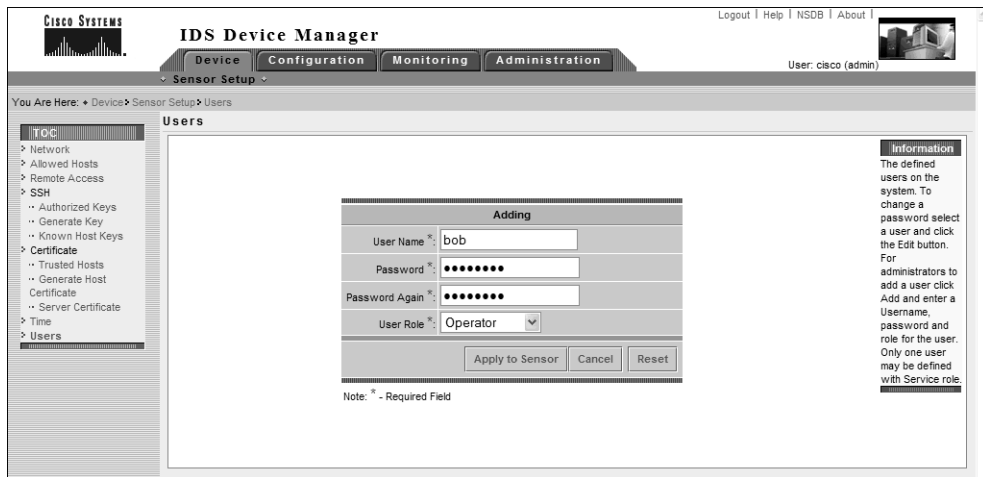 CISCO SYSTEMS
IDS Device Manager
Logout | Help | NSDB | About |
Device
Configuration
Monitoring
Administration
User: cisco (admin)
Sensor Setup
You Are Here: Device Sensor Setup Users
TOC
Network
Allowed Hosts
Remote Access
SSH
Authorized Keys
Generate Key
Known Host Keys
Certificate
Trusted Hosts
Generate Host
Certificate
Server Certificate
Time
Users
Users
Adding
User Name *: bob
Password *: ●●●●●●●●
Password Again *: ●●●●●●●●
User Role *: Operator
Apply to Sensor Cancel Reset
Note: * - Required Field
Information
The defined
users on the
system. To
change a
password select
a user and click
the Edit button.
For
administrators to
add a user click
Add and enter a
Username,
password and
role for the user.
Only one user
may be defined
with Service role.